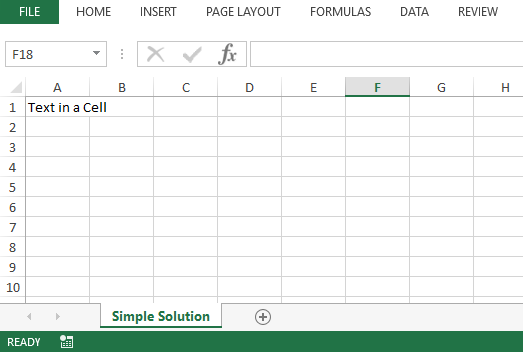 FILE HOME INSERT PAGE LAYOUT FORMULAS DATA REVIEW
F18 fx
A B C D E F G H
1 Text in a Cell
2
3
4
5
6
7
8
9
10
Simple Solution
READY